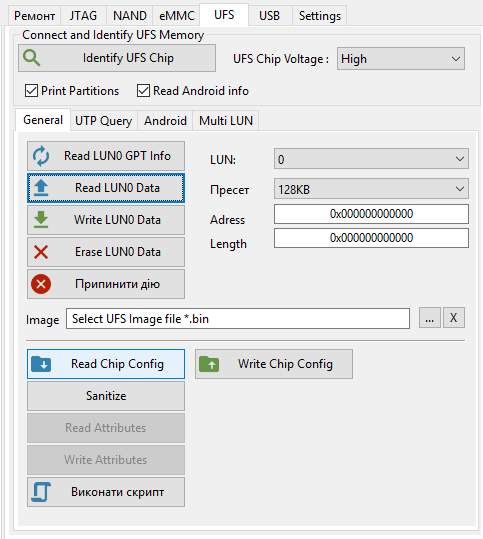 Ремонт JTAG NAND eMMC UFS USB Settings
Connect and Identify UFS Memory
Identify UFS Chip UFS Chip Voltage : High
Print Partitions Read Android info
General UTP Query Android Multi LUN
Read LUN0 GPT Info LUN: 0
Read LUN0 Data Пресет 128KB
Write LUN0 Data Adress 0x000000000000
Length 0x000000000000
Erase LUN0 Data
Припинити дію
Image Select UFS Image file *.bin ... X
Read Chip Config Write Chip Config
Sanitize
Read Attributes
Write Attributes
Виконати скрипт